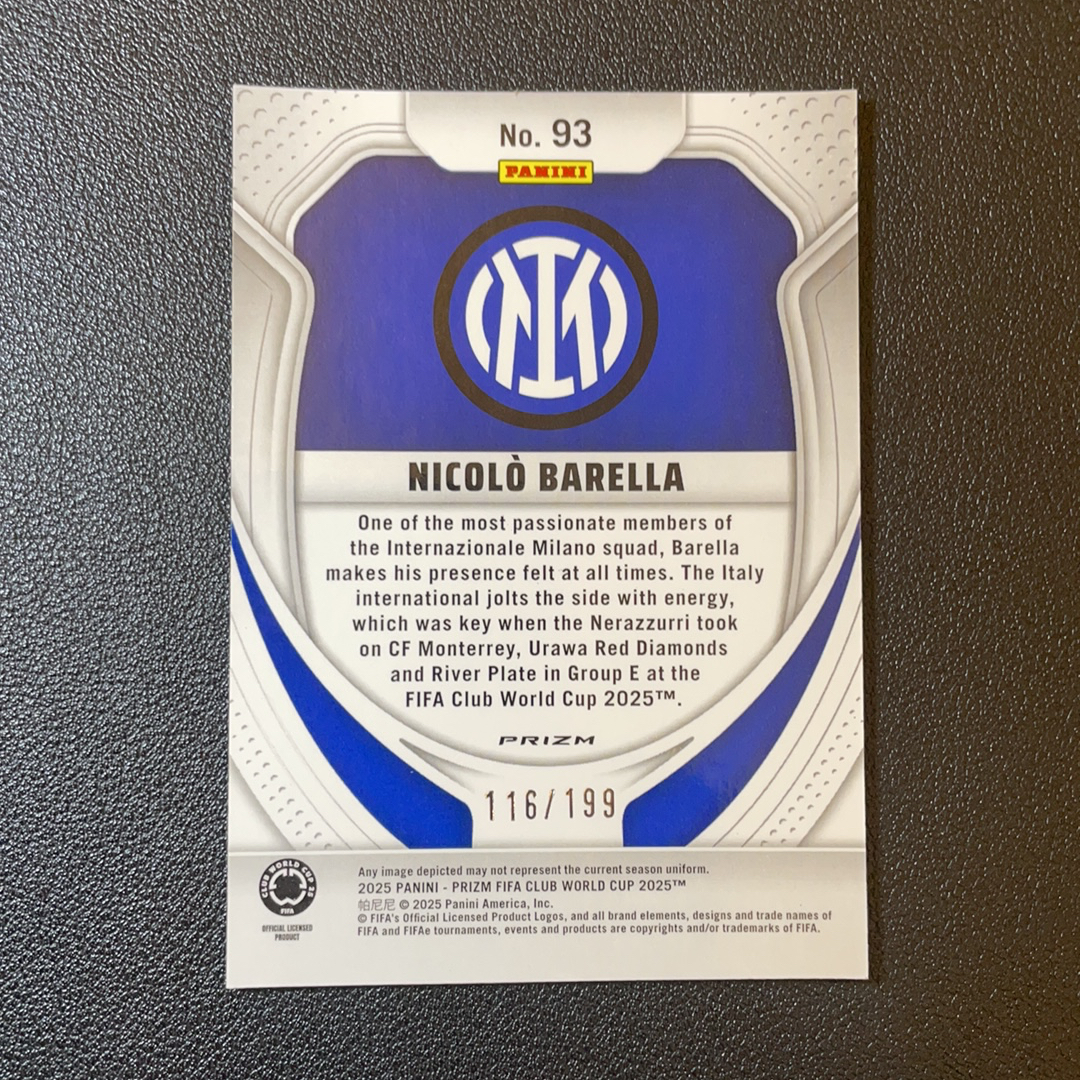 No. 93
PANINI
IM
NICOLÒ BARELLA
One of the most passionate members of
the Internazionale Milano squad, Barella
makes his presence felt at all times. The Italy
international jolts the side with energy,
which was key when the Nerazzurri took
on CF Monterrey, Urawa Red Diamonds
and River Plate in Group E at the
FIFA Club World Cup 2025™.
PRIZM
116/199
CLUB WORLD CUP 25
FIFA
OFFICIAL LICENSED
PRODUCT
Any image depicted may not represent the current season uniform.
2025 PANINI - PRIZM FIFA CLUB WORLD CUP 2025™
帕尼尼 © 2025 Panini America, Inc.
© FIFA's Official Licensed Product Logos, and all brand elements, designs and trade names of
FIFA and FIFAe tournaments, events and products are copyrights and/or trademarks of FIFA.